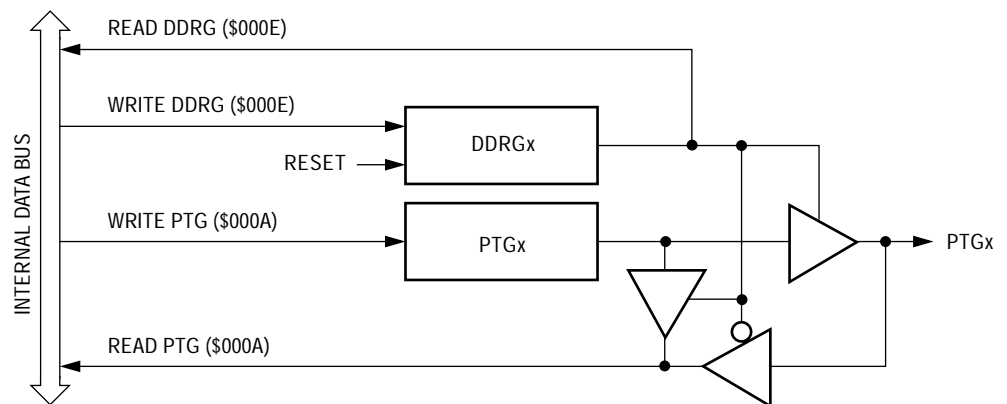 READ DDRG ($000E)
WRITE DDRG ($000E)
DDRGx
RESET
WRITE PTG ($000A)
PTGx
PTGx
READ PTG ($000A)
INTERNAL DATA BUS